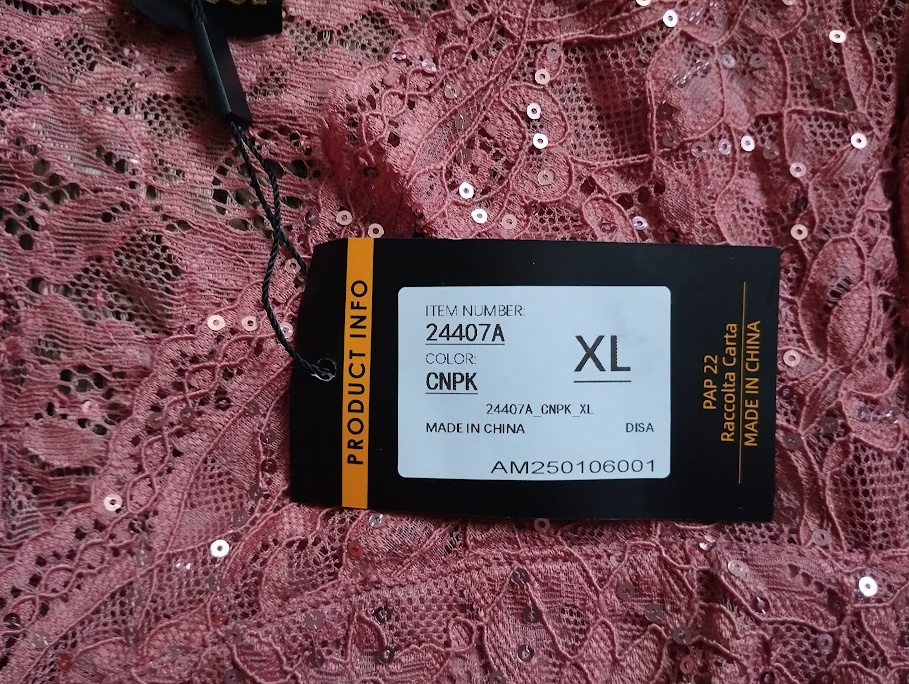 PRODUCT INFO
ITEM NUMBER:
24407A
COLOR:
CNPK
XL
24407A_CNPK_XL
MADE IN CHINA
DISA
AM250106001
PAP 22
Raccolta Carta
MADE IN CHINA